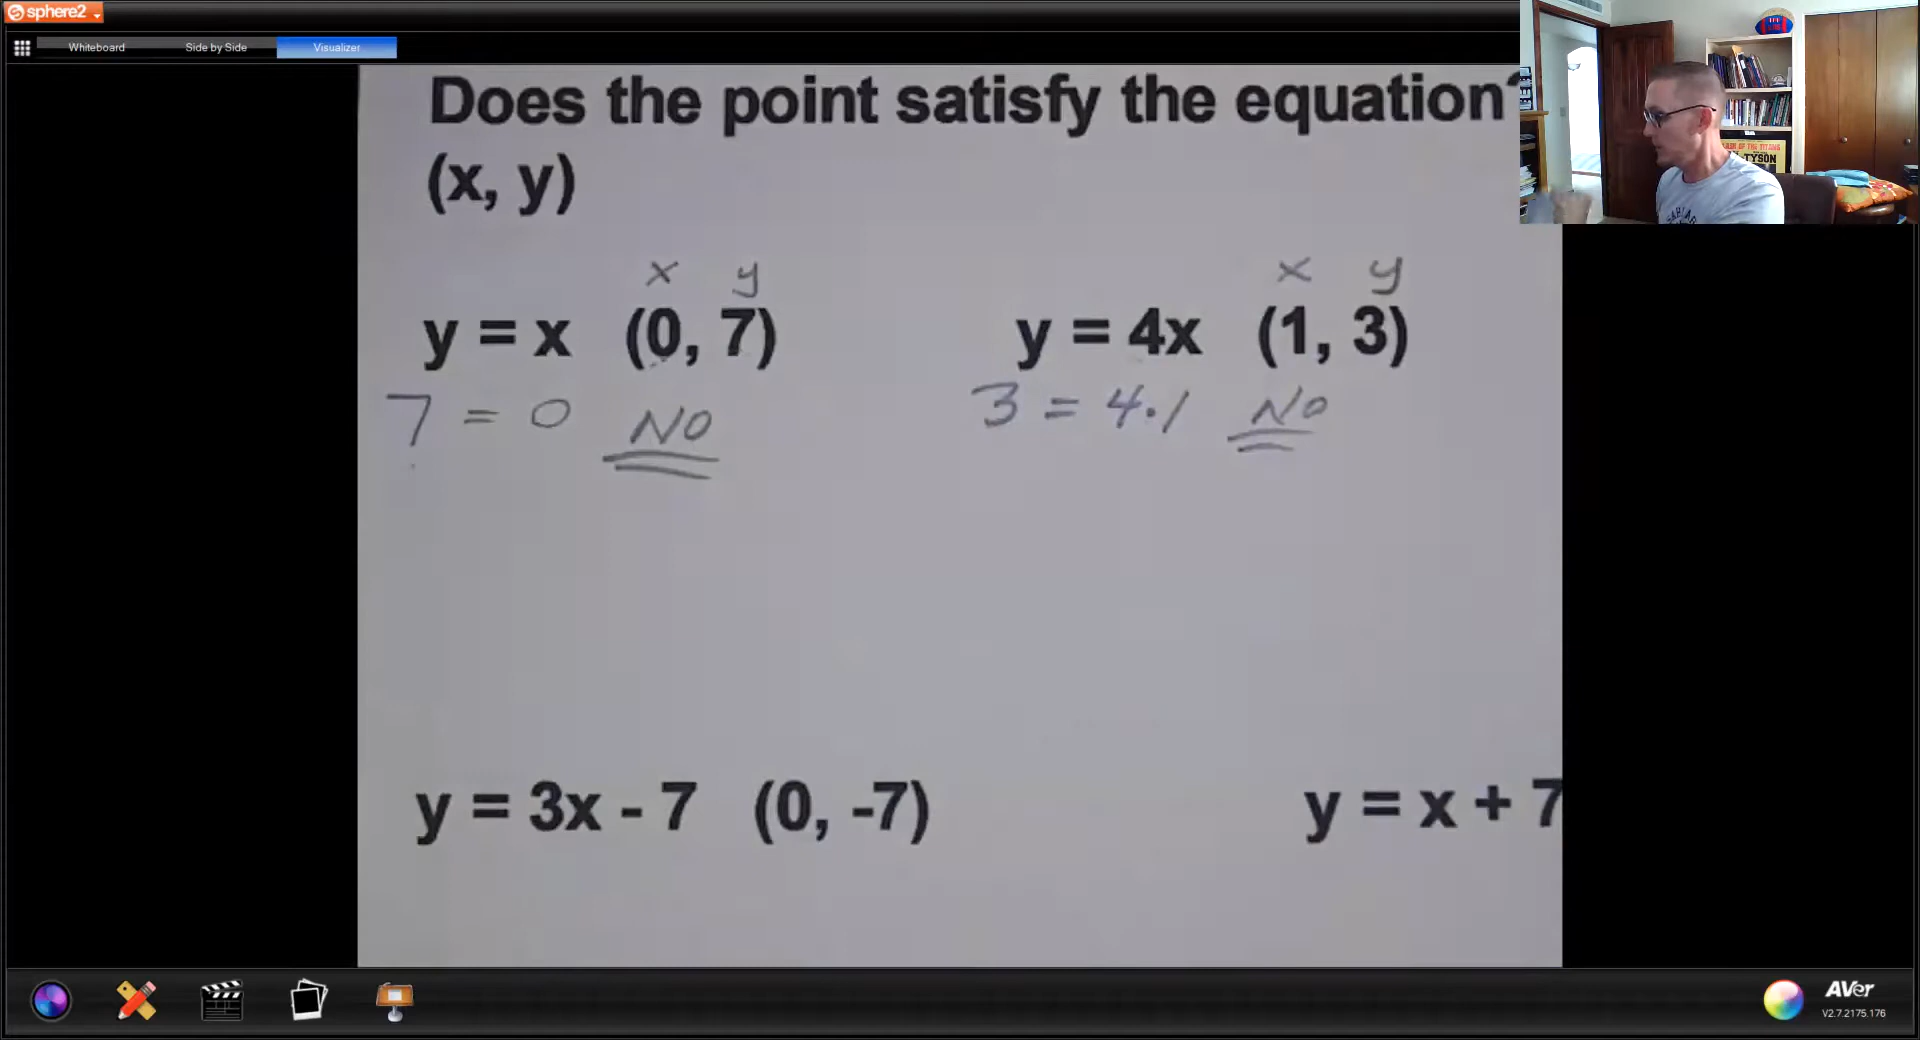 sphere2
Whiteboard Side by Side Visualizer
Does the point satisfy the equation?
(x, y)
x y x y
y = x (0, 7) y = 4x (1, 3)
7 = 0 NO 3 = 4·1 NO
y = 3x - 7 (0, -7) y = x + 7
TYSON
AVer
V2.7.2175.176